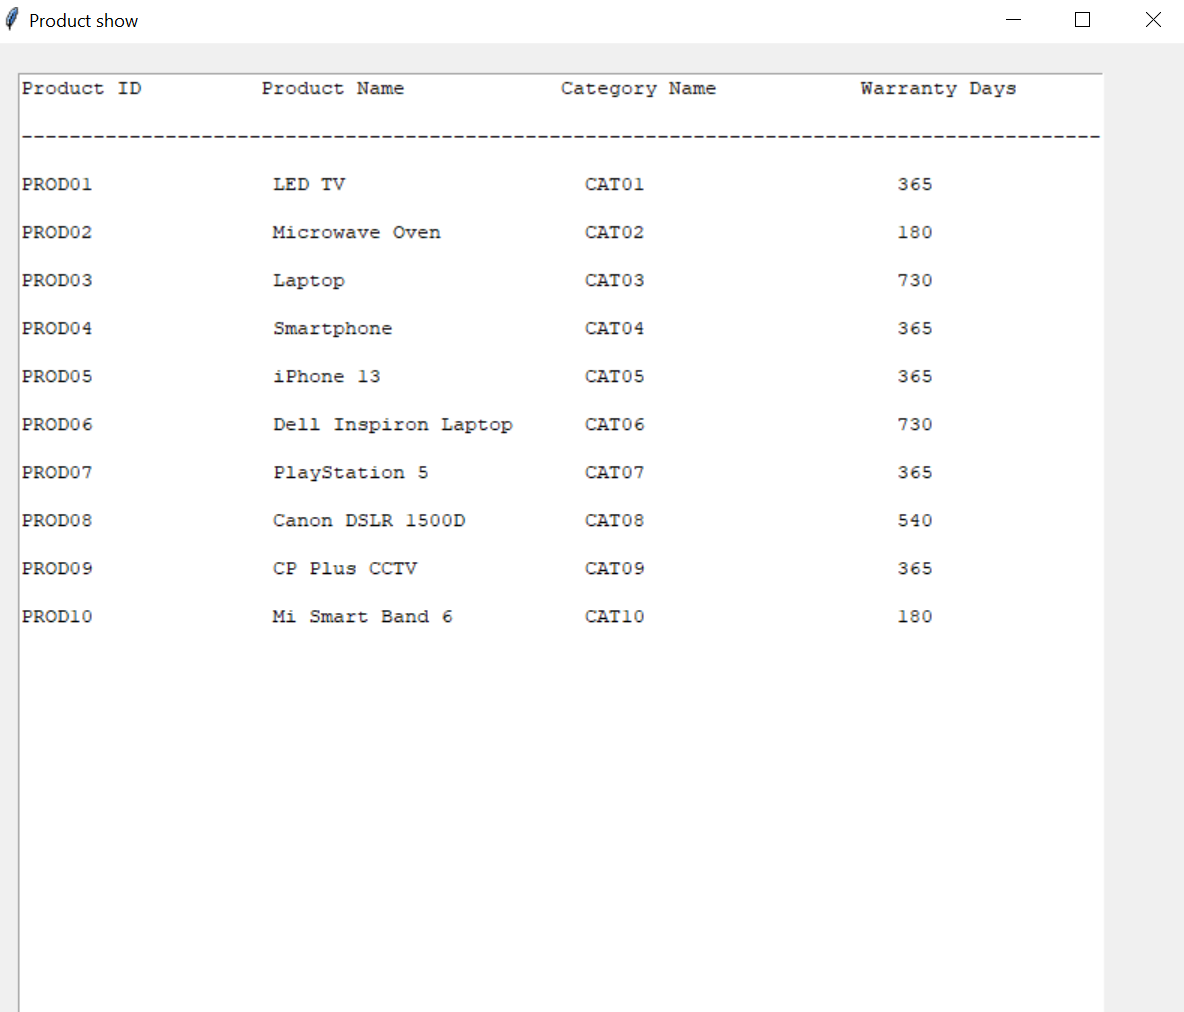 Product show
Product ID          Product Name             Category Name            Warranty Days
------------------------------------------------------------------------------------------
PROD01               LED TV                    CAT01                     365
PROD02               Microwave Oven            CAT02                     180
PROD03               Laptop                    CAT03                     730
PROD04               Smartphone                CAT04                     365
PROD05               iPhone 13                 CAT05                     365
PROD06               Dell Inspiron Laptop      CAT06                     730
PROD07               PlayStation 5             CAT07                     365
PROD08               Canon DSLR 1500D          CAT08                     540
PROD09               CP Plus CCTV              CAT09                     365
PROD10               Mi Smart Band 6           CAT10                     180